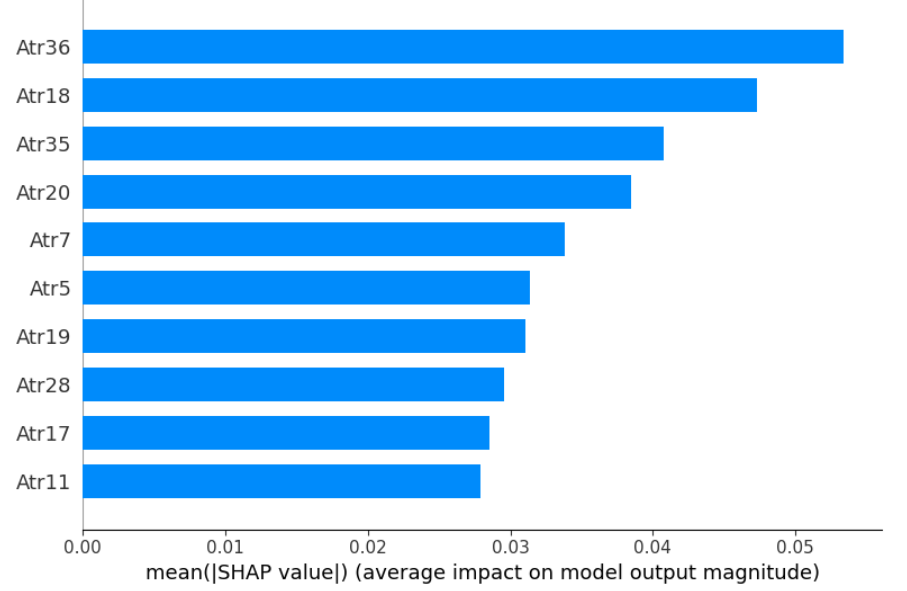 Atr36
Atr18
Atr35
Atr20
Atr7
Atr5
Atr19
Atr28
Atr17
Atr11
0.00 0.01 0.02 0.03 0.04 0.05
mean(|SHAP value|) (average impact on model output magnitude)